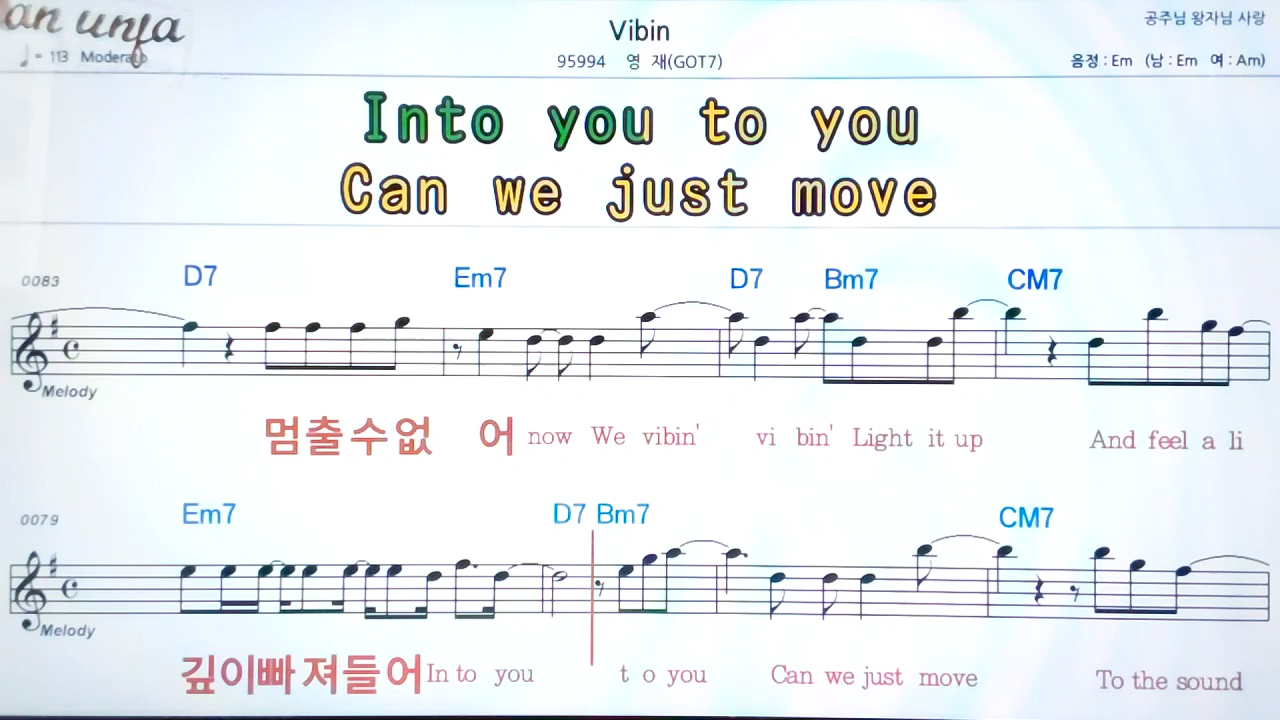 an unfa
Vibin
공주님 왕자님 사랑
♩= 113 Moderato
95994 영 재(GOT7)
음정 : Em (남 : Em 여 : Am)
Into you to you
Can we just move
0083 D7 Em7 D7 Bm7 CM7
Melody
멈출수없 어 now We vibin' vi bin' Light it up And feel a li
0079 Em7 D7 Bm7 CM7
Melody
깊이빠 져들어 In to you t o you Can we just move To the sound